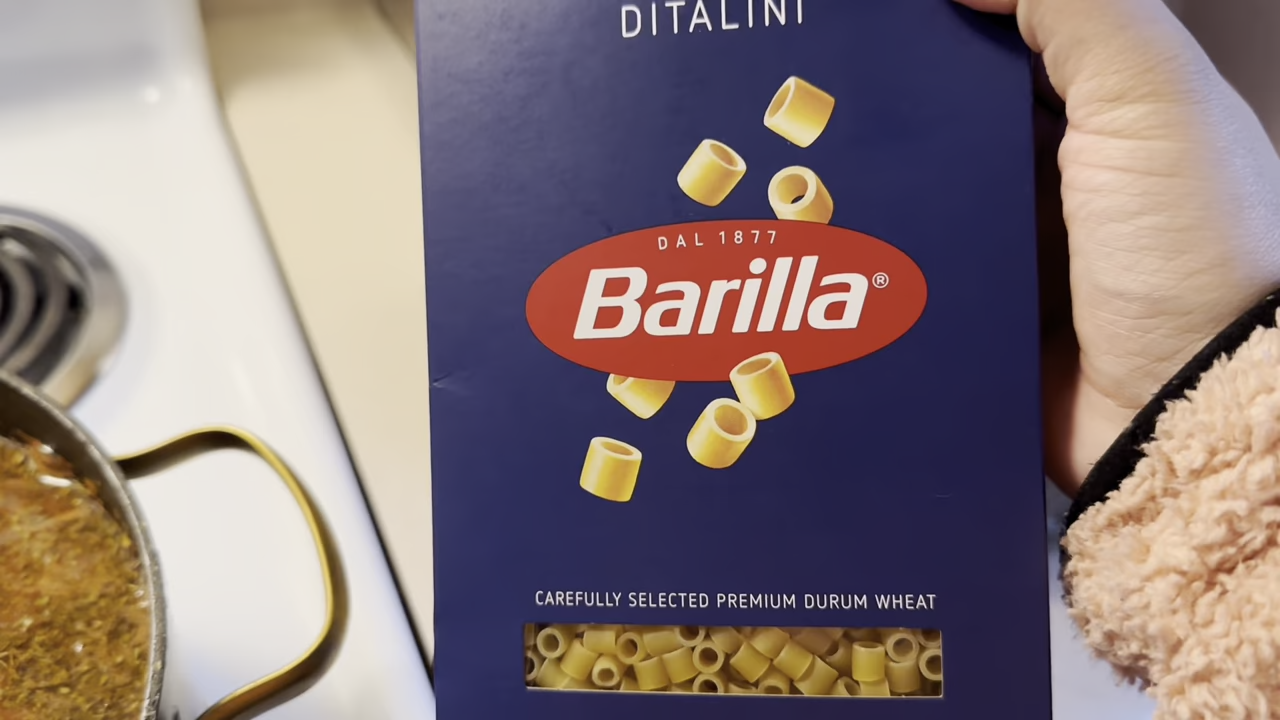 DITALINI
DAL 1877
Barilla®
CAREFULLY SELECTED PREMIUM DURUM WHEAT